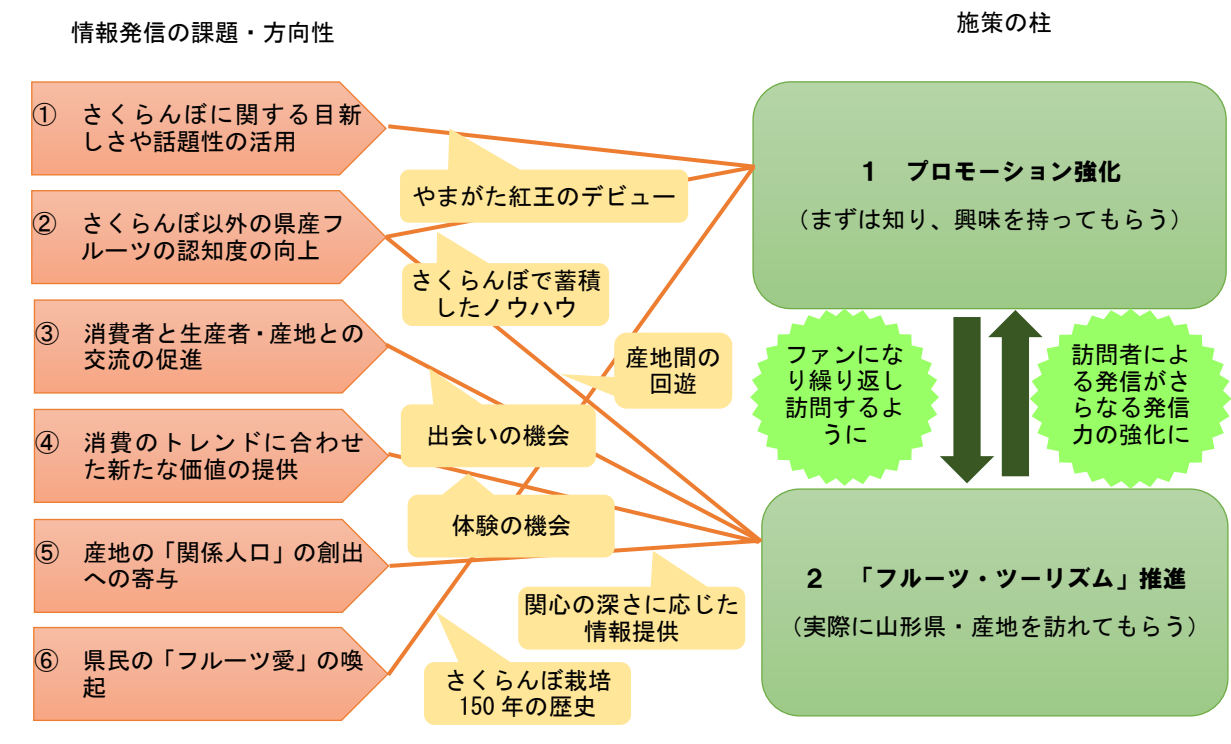 情報発信の課題・方向性
施策の柱
① さくらんぼに関する目新
しさや話題性の活用
② さくらんぼ以外の県産フ
ルーツの認知度の向上
③ 消費者と生産者・産地との
交流の促進
④ 消費のトレンドに合わせ
た新たな価値の提供
⑤ 産地の「関係人口」の創出
への寄与
⑥ 県民の「フルーツ愛」の喚
起
やまがた紅王のデビュー
さくらんぼで蓄積
したノウハウ
産地間の
回遊
出会いの機会
体験の機会
関心の深さに応じた
情報提供
さくらんぼ栽培
150年の歴史
1 プロモーション強化
(まずは知り、興味を持ってもらう)
ファンにな
り繰り返し
訪問するよ
うに
訪問者によ
る発信がさ
らなる発信
力の強化に
2 「フルーツ・ツーリズム」推進
(実際に山形県・産地を訪れてもらう)